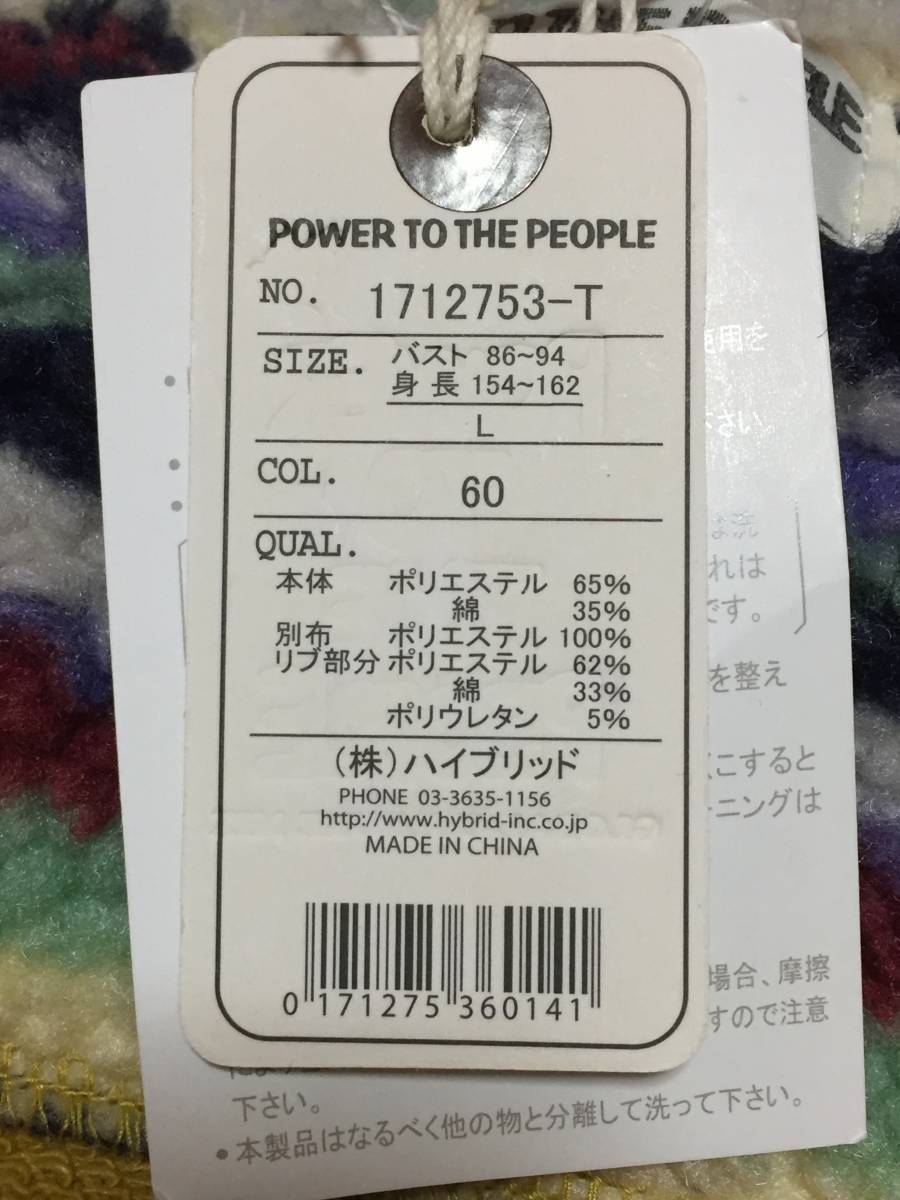 POWER TO THE PEOPLE
NO. 1712753-T
SIZE. バスト 86~94
身長 154~162
L
COL. 60
QUAL.
本体 ポリエステル 65%
綿 35%
別布 ポリエステル 100%
リブ部分 ポリエステル 62%
綿 33%
ポリウレタン 5%
(株)ハイブリッド
PHONE 03-3635-1156
http://www.hybrid-inc.co.jp
MADE IN CHINA
0 171275 360141
用を
さい
は洗
れは
です。
を整え
こすると
ーニングは
場合、摩擦
すので注意
下さい。
•本製品はなるべく他の物と分離して洗って下さい。